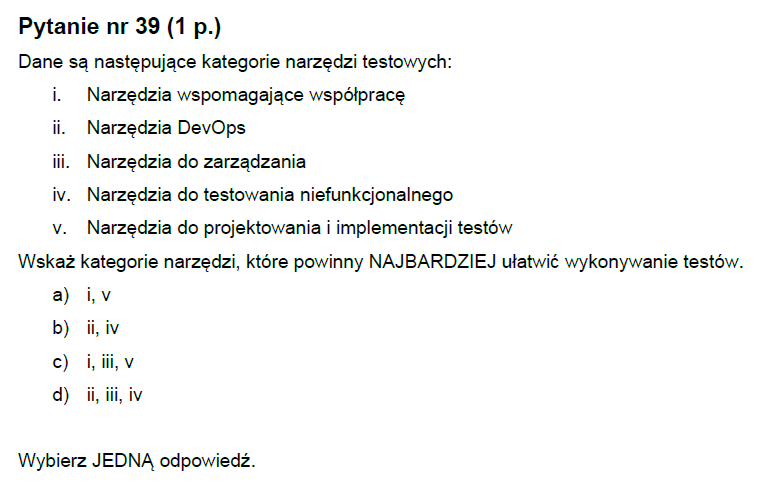 Pytanie nr 39 (1 p.)
Dane są następujące kategorie narzędzi testowych:
i. Narzędzia wspomagające współpracę
ii. Narzędzia DevOps
iii. Narzędzia do zarządzania
iv. Narzędzia do testowania niefunkcjonalnego
v. Narzędzia do projektowania i implementacji testów
Wskaż kategorie narzędzi, które powinny NAJBARDZIEJ ułatwić wykonywanie testów.
a) i, v
b) ii, iv
c) i, iii, v
d) ii, iii, iv
Wybierz JEDNĄ odpowiedź.